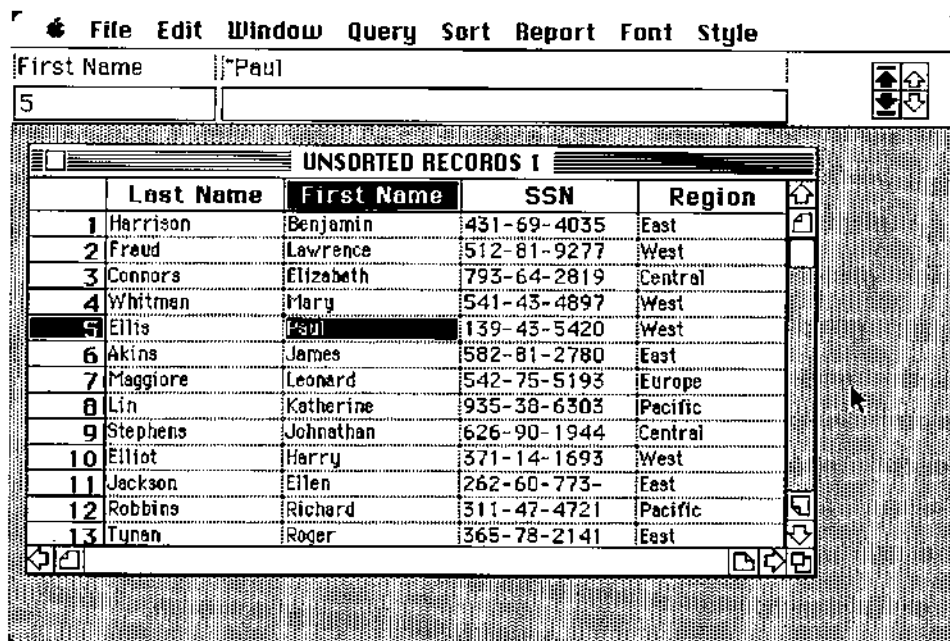 File Edit Window Query Sort Report Font Style
First Name "Paul
5
UNSORTED RECORDS I
Last Name First Name SSN Region
1 Harrison Benjamin 431-69-4035 East
2 Fraud Lawrence 512-81-9277 West
3 Connors Elizabeth 793-64-2819 Central
4 Whitman Mary 541-43-4897 West
5 Ellis Paul 139-43-5420 West
6 Akins James 582-81-2780 East
7 Maggiore Leonard 542-75-5193 Europe
8 Lin Katherine 935-38-6303 Pacific
9 Stephens Johnathan 626-90-1944 Central
10 Elliot Harry 371-14-1693 West
11 Jackson Ellen 262-60-773- East
12 Robbins Richard 311-47-4721 Pacific
13 Tynan Roger 365-78-2141 East